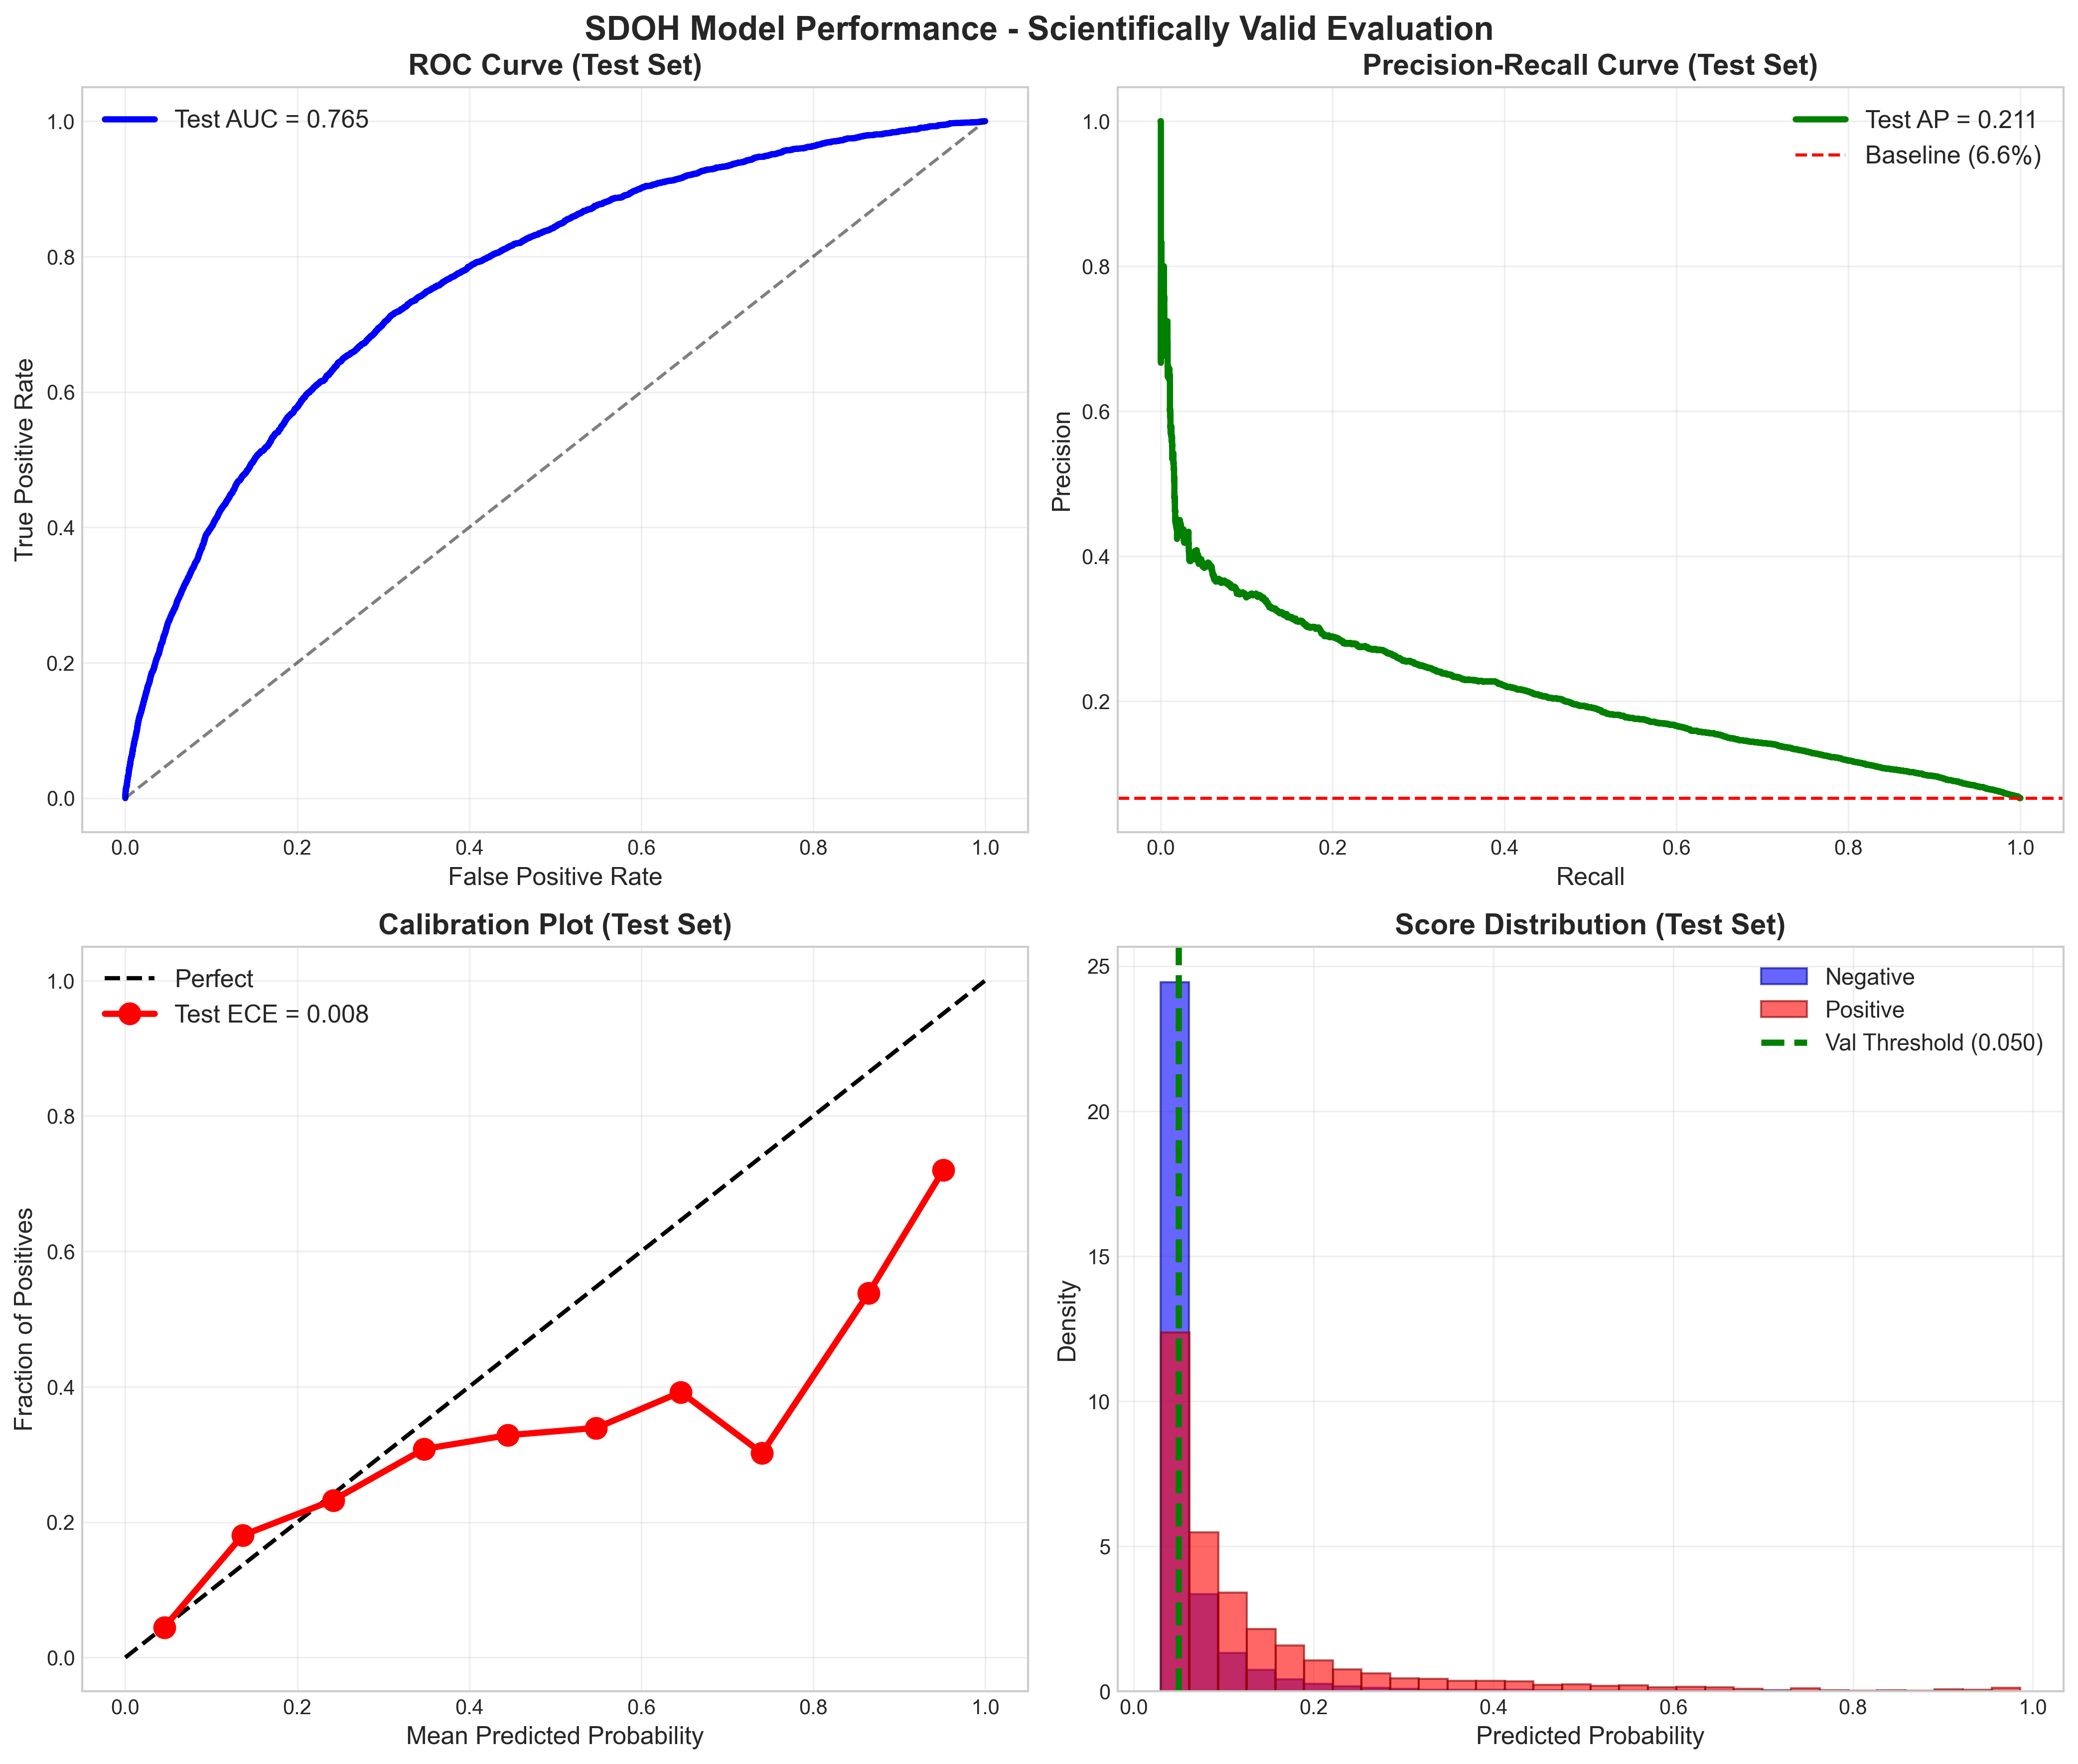 SDOH Model Performance - Scientifically Valid Evaluation
ROC Curve (Test Set)
Test AUC = 0.765
1.0
0.8
0.6
0.4
0.2
0.0
True Positive Rate
0.0 0.2 0.4 0.6 0.8 1.0
False Positive Rate
Precision-Recall Curve (Test Set)
Test AP = 0.211
Baseline (6.6%)
1.0
0.8
0.6
0.4
0.2
Precision
0.0 0.2 0.4 0.6 0.8 1.0
Recall
Calibration Plot (Test Set)
Perfect
Test ECE = 0.008
1.0
0.8
0.6
0.4
0.2
0.0
Fraction of Positives
0.0 0.2 0.4 0.6 0.8 1.0
Mean Predicted Probability
Score Distribution (Test Set)
Negative
Positive
Val Threshold (0.050)
25
20
15
10
5
0
Density
0.0 0.2 0.4 0.6 0.8 1.0
Predicted Probability